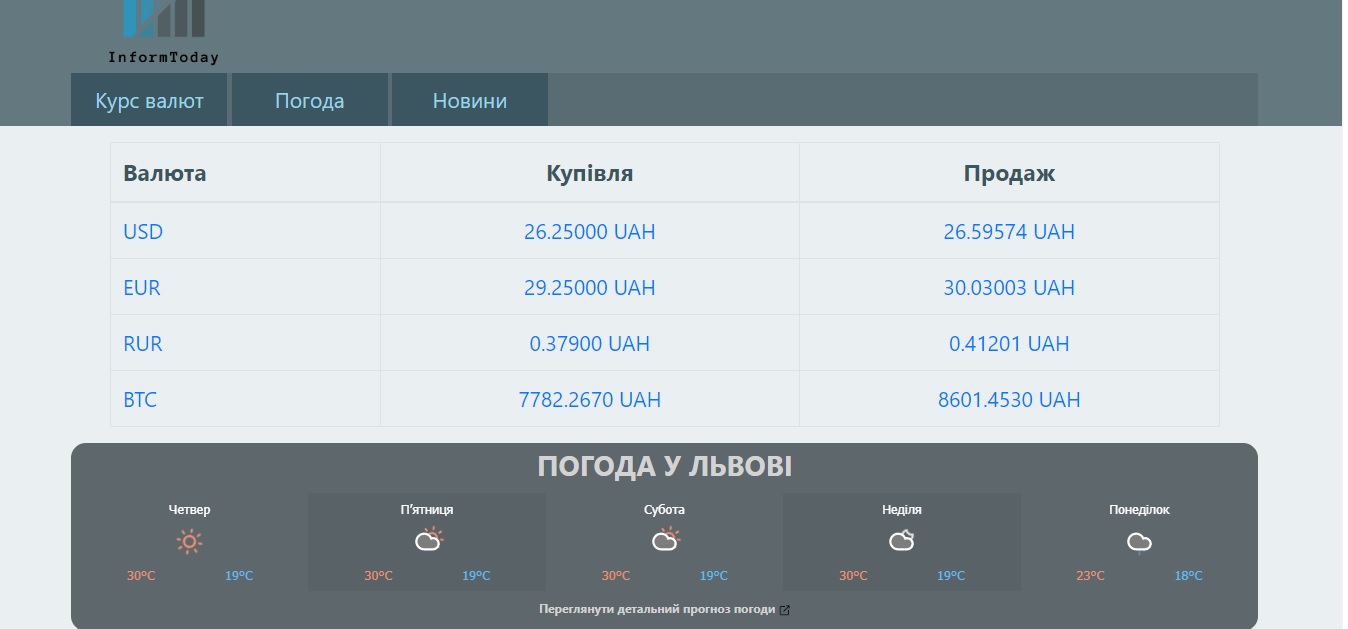 InformToday
Курс валют Погода Новини
Валюта Купівля Продаж
USD 26.25000 UAH 26.59574 UAH
EUR 29.25000 UAH 30.03003 UAH
RUR 0.37900 UAH 0.41201 UAH
BTC 7782.2670 UAH 8601.4530 UAH
ПОГОДА У ЛЬВОВІ
Четвер П'ятниця Субота Неділя Понеділок
30°C 19°C 30°C 19°C 30°C 19°C 30°C 19°C 23°C 18°C
Переглянути детальний прогноз погоди